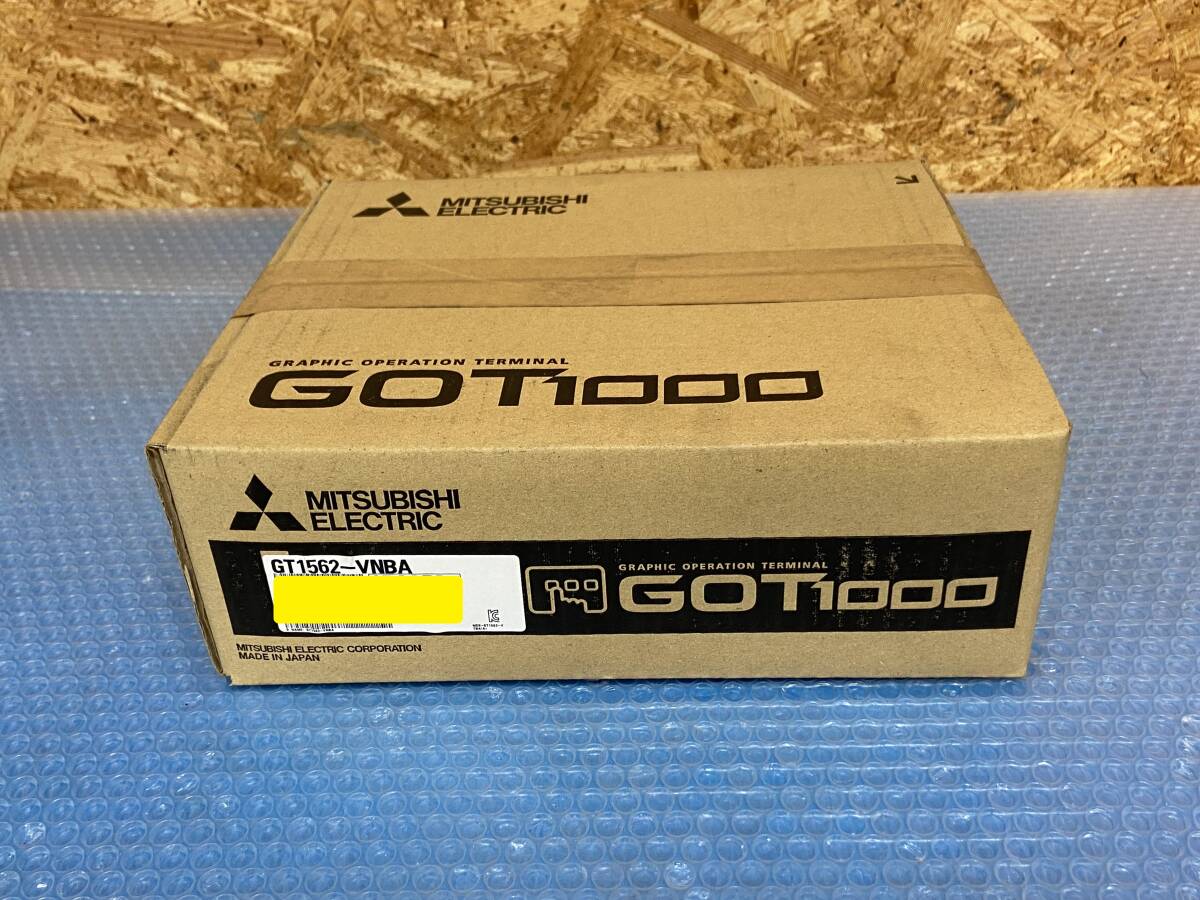 MITSUBISHI
ELECTRIC
GRAPHIC OPERATION TERMINAL
GOT1000
MITSUBISHI
ELECTRIC
GT1562-VNBA
GRAPHIC OPERATION TERMINAL
GOT1000
MITSUBISHI ELECTRIC CORPORATION
MADE IN JAPAN